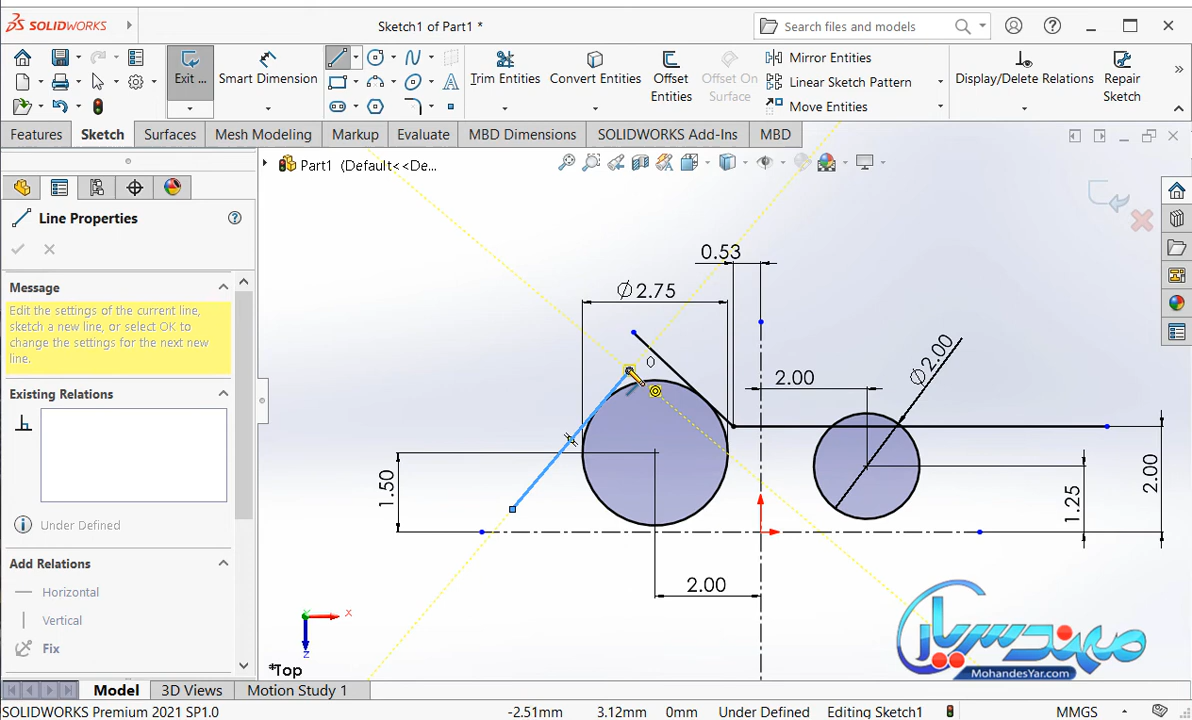 SOLIDWORKS
Sketch1 of Part1 *
Search files and models
Exit ...
Smart Dimension
Trim Entities
Convert Entities
Offset
Entities
Offset On
Surface
Mirror Entities
Linear Sketch Pattern
Move Entities
Display/Delete Relations
Repair
Sketch
Features
Sketch
Surfaces
Mesh Modeling
Markup
Evaluate
MBD Dimensions
SOLIDWORKS Add-Ins
MBD
Part1 (Default<<De...
Line Properties
Message
Edit the settings of the current line,
sketch a new line, or select OK to
change the settings for the next new
line.
Existing Relations
Under Defined
Add Relations
Horizontal
Vertical
Fix
0.53
Ø2.75
2.00
Ø2.00
1.50
2.00
1.25
2.00
X
Y
Z
*Top
مهندسیار
MohandesYar.com
Model
3D Views
Motion Study 1
SOLIDWORKS Premium 2021 SP1.0
-2.51mm
3.12mm
0mm
Under Defined
Editing Sketch1
MMGS